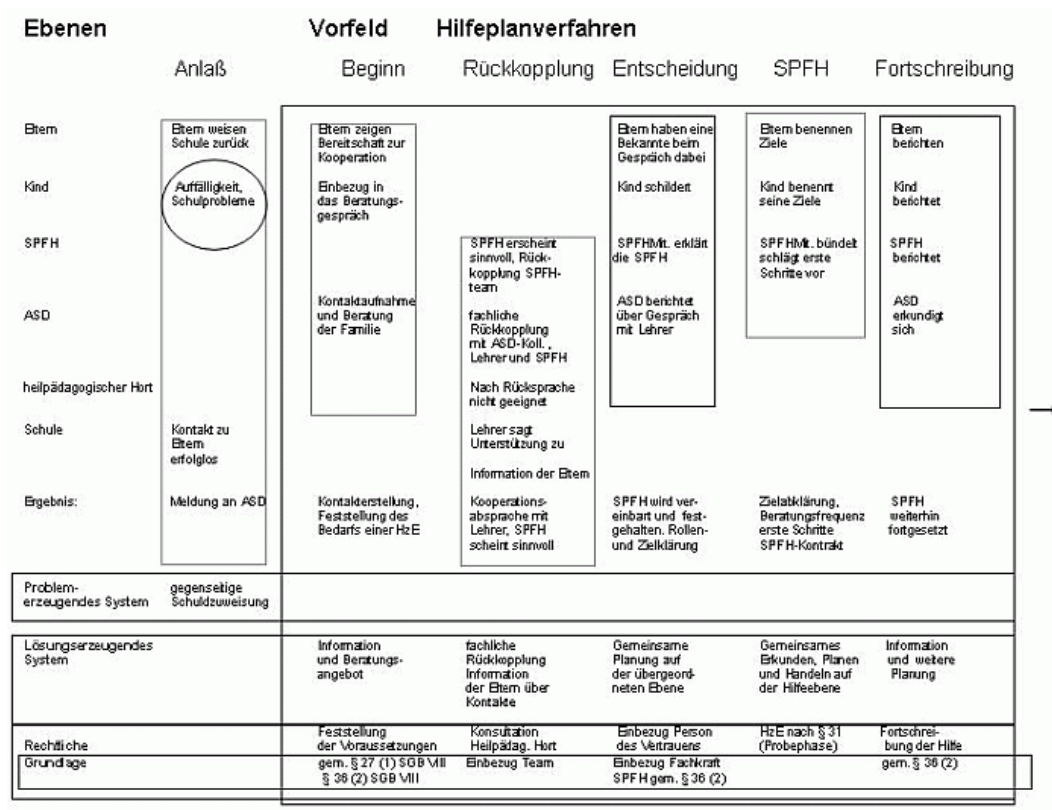 Ebenen Vorfeld Hilfeplanverfahren
Anlaß Beginn Rückkopplung Entscheidung SPFH Fortschreibung
Eltern
Eltern weisen
Schule zurück
Eltern zeigen
Bereitschaft zur
Kooperation
Eltern haben eine
Bekannte beim
Gespräch dabei
Eltern benennen
Ziele
Eltern
berichten
Kind
Auffälligkeit,
Schulprobleme
Einbezug in
das Beratungs-
gespräch
Kind schildert
Kind benennt
seine Ziele
Kind
berichtet
SPFH
SPFH erscheint
sinnvoll, Rück-
kopplung SPFH-
team
SPFHMit. erklärt
die SPFH
SPFHMit. bündelt
schlägt erste
Schritte vor
SPFH
berichtet
ASD
Kontaktaufnahme
und Beratung
der Familie
fachliche
Rückkopplung
mit ASD-Koll.,
Lehrer und SPFH
ASD berichtet
über Gespräch
mit Lehrer
ASD
erkundigt
sich
heilpädagogischer Hort
Nach Rücksprache
nicht geeignet
Schule
Kontakt zu
Eltern
erfolglos
Lehrer sagt
Unterstützung zu
Information der Eltern
Ergebnis:
Meldung an ASD
Kontakterstellung,
Feststellung des
Bedarfs einer HzE
Kooperations-
absprache mit
Lehrer, SPFH
scheint sinnvoll
SPFH wird ver-
einbart und fest-
gehalten. Rollen-
und Zielklärung
Zielabklärung,
Beratungsfrequenz
erste Schritte
SPFH-Kontrakt
SPFH
weiterhin
fortgesetzt
Problem-
erzeugendes System
gegenseitige
Schuldzuweisung
Lösungserzeugendes
System
Information
und Beratungs-
angebot
fachliche
Rückkopplung
Information
der Eltern über
Kontakte
Gemeinsame
Planung auf
der übergeord-
neten Ebene
Gemeinsames
Erkunden, Planen
und Handeln auf
der Hilfeebene
Information
und weitere
Planung
Rechtliche
Grundlage
Feststellung
der Voraussetzungen
gem. § 27 (1) SGB VIII
§ 36 (2) SGB VIII
Konsultation
Heilpädag. Hort
Einbezug Team
Einbezug Person
des Vertrauens
Einbezug Fachkraft
SPFH gem. § 36 (2)
HzE nach § 31
(Probephase)
Fortschrei-
bung der Hilfe
gem. § 36 (2)